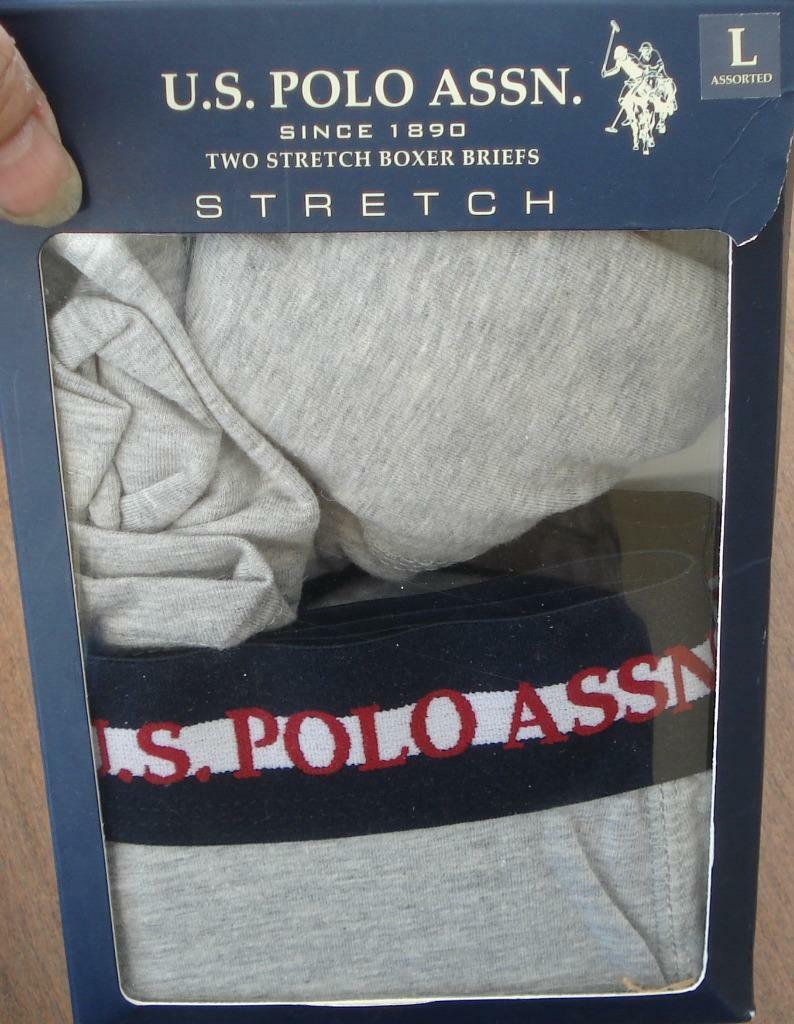 L
ASSORTED
U.S. POLO ASSN.
SINCE 1890
TWO STRETCH BOXER BRIEFS
STRETCH
U.S. POLO ASSN